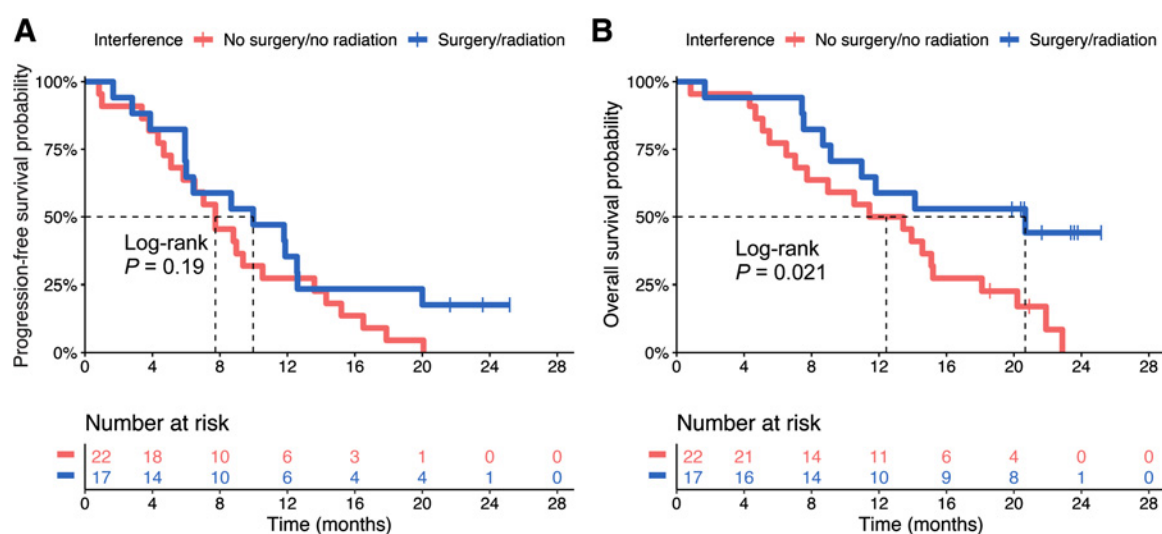 A
Interference No surgery/no radiation Surgery/radiation
Progression-free survival probability
100%
75%
50%
25%
0%
Log-rank
P = 0.19
0 4 8 12 16 20 24 28
Number at risk
22 18 10 6 3 1 0 0
17 14 10 6 4 4 1 0
0 4 8 12 16 20 24 28
Time (months)
B
Interference No surgery/no radiation Surgery/radiation
Overall survival probability
100%
75%
50%
25%
0%
Log-rank
P = 0.021
0 4 8 12 16 20 24 28
Number at risk
22 21 14 11 6 4 0 0
17 16 14 10 9 8 1 0
0 4 8 12 16 20 24 28
Time (months)